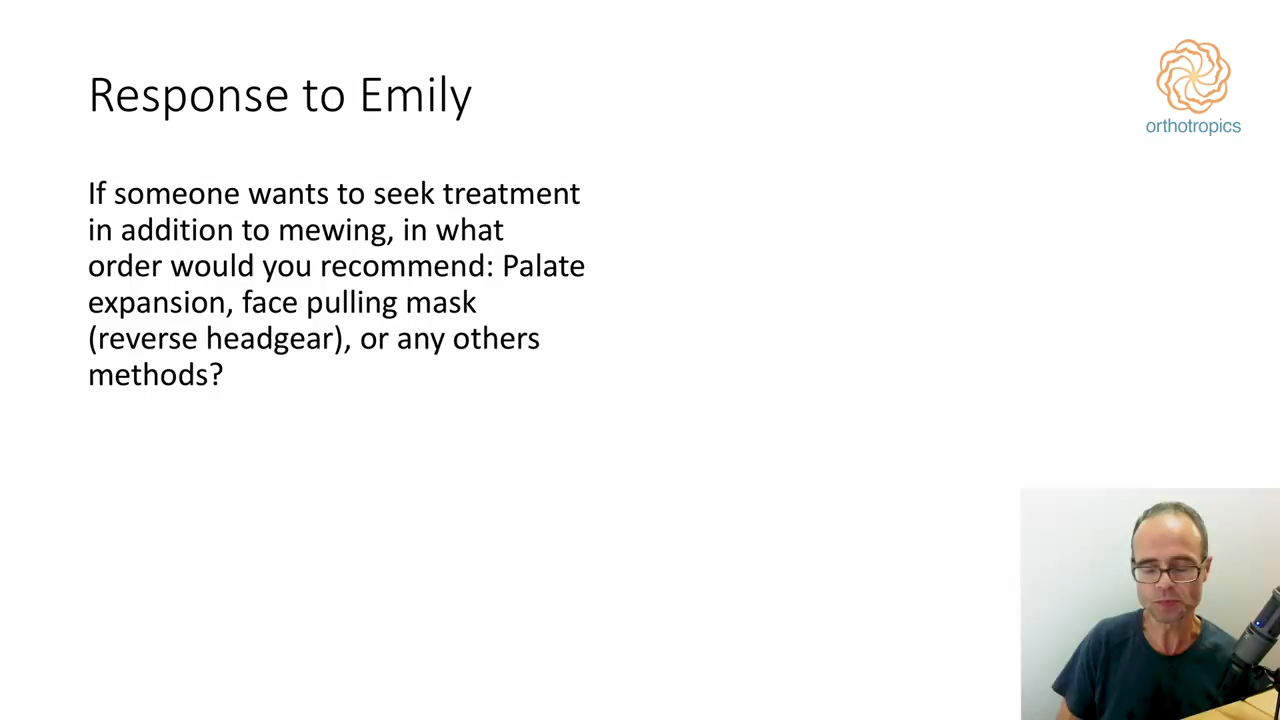 Response to Emily
orthotropics
If someone wants to seek treatment
in addition to mewing, in what
order would you recommend: Palate
expansion, face pulling mask
(reverse headgear), or any others
methods?